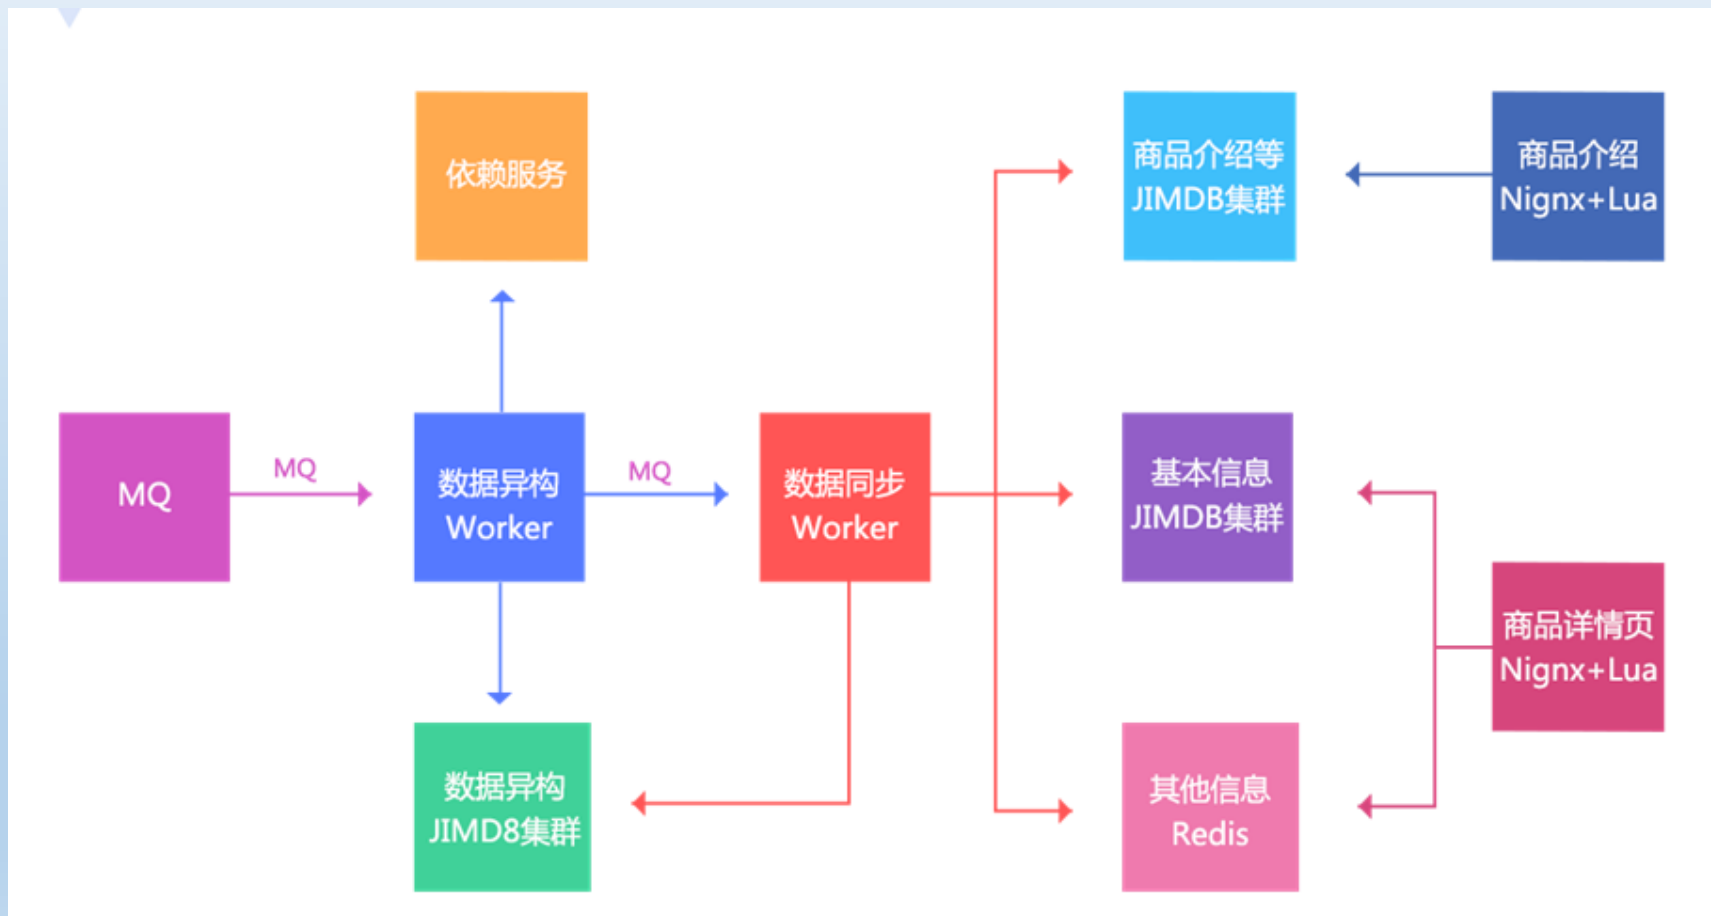 依赖服务
商品介绍等
JIMDB集群
商品介绍
Nignx+Lua
MQ
MQ
数据异构
Worker
MQ
数据同步
Worker
基本信息
JIMDB集群
商品详情页
Nignx+Lua
数据异构
JIMD8集群
其他信息
Redis